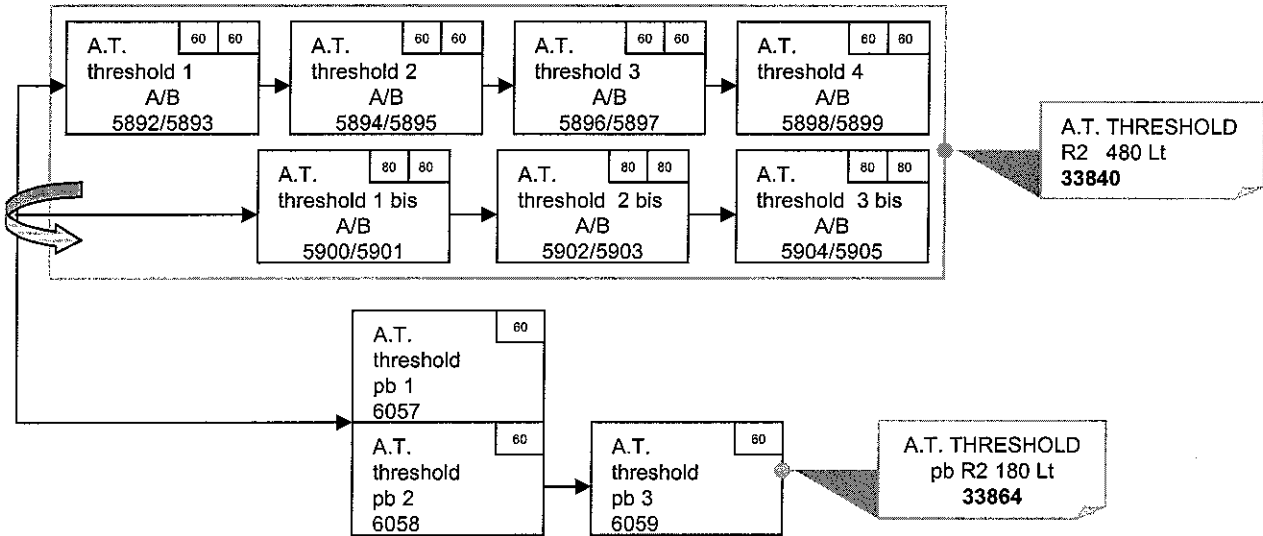 A.T.
60 60
threshold 1
A/B
5892/5893
A.T.
60 60
threshold 2
A/B
5894/5895
A.T.
60 60
threshold 3
A/B
5896/5897
A.T.
60 60
threshold 4
A/B
5898/5899
A.T. THRESHOLD
R2 480 Lt
33840
A.T.
80 80
threshold 1 bis
A/B
5900/5901
A.T.
80 80
threshold 2 bis
A/B
5902/5903
A.T.
80 80
threshold 3 bis
A/B
5904/5905
A.T.
60
threshold
pb 1
6057
A.T.
60
threshold
pb 2
6058
A.T.
60
threshold
pb 3
6059
A.T. THRESHOLD
pb R2 180 Lt
33864